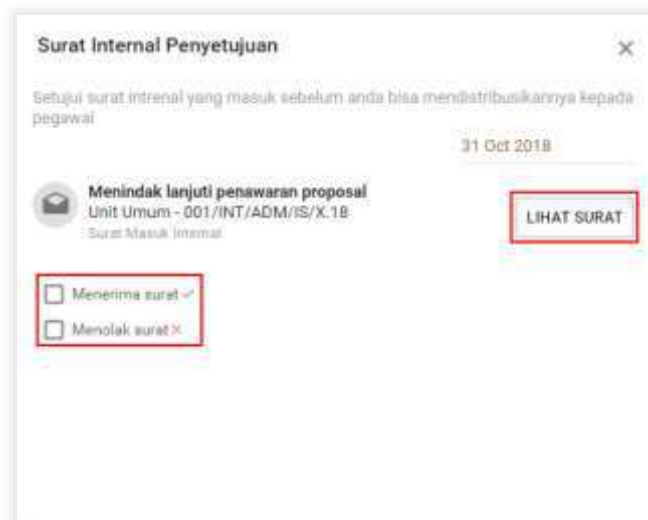 Surat Internal Penyetujuan
Setujui surat intrenal yang masuk sebelum anda bisa mendistribusikannya kepada
pegawai
31 Oct 2018
Menindak lanjuti penawaran proposal
Unit Umum - 001/INT/ADM/IS/X.18
LIHAT SURAT
Surat Masuk Internal
Menerima surat
Menolak surat